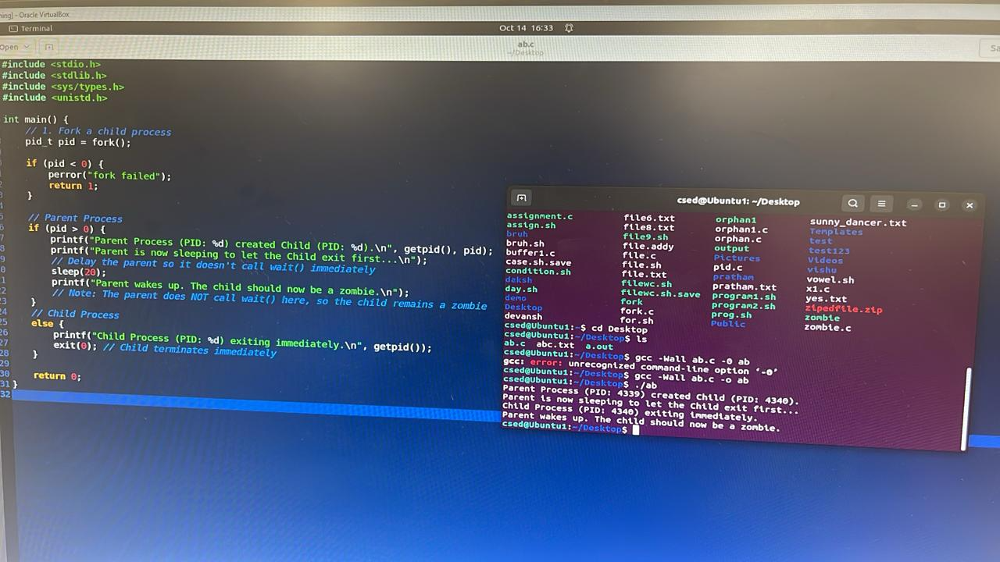 ning] - Oracle VirtualBox
Terminal
Oct 14 16:33
Open
ab.c
~/Desktop
Sa
#include <stdio.h>
#include <stdlib.h>
#include <sys/types.h>
#include <unistd.h>
int main() {
// 1. Fork a child process
pid_t pid = fork();
if (pid < 0) {
perror("fork failed");
return 1;
}
// Parent Process
if (pid > 0) {
printf("Parent Process (PID: %d) created Child (PID: %d).\n", getpid(), pid);
printf("Parent is now sleeping to let the Child exit first...\n");
// Delay the parent so it doesn't call wait() immediately
sleep(20);
printf("Parent wakes up. The child should now be a zombie.\n");
// Note: The parent does NOT call wait() here, so the child remains a zombie
23 }
24 // Child Process
25 else {
26 printf("Child Process (PID: %d) exiting immediately.\n", getpid());
27 exit(0); // Child terminates immediately
28 }
29
30 return 0;
31 }
32
csed@Ubuntu1: ~/Desktop
assignment.c file6.txt orphan1 sunny_dancer.txt
assign.sh file8.txt orphan1.c Templates
bruh file9.sh orphan.c test
bruh.sh file.addy output test123
buffer1.c file.c Pictures Videos
case.sh.save file.sh pid.c vishu
condition.sh file.txt pratham vowel.sh
daksh filewc.sh pratham.txt x1.c
day.sh filewc.sh.save program1.sh yes.txt
demo fork program2.sh zipedfile.zip
Desktop fork.c prog.sh zombie
devansh for.sh Public zombie.c
csed@Ubuntu1:~$ cd Desktop
csed@Ubuntu1:~/Desktop$ ls
ab.c abc.txt a.out
csed@Ubuntu1:~/Desktop$ gcc -Wall ab.c -0 ab
gcc: error: unrecognized command-line option ‘-0’
csed@Ubuntu1:~/Desktop$ gcc -Wall ab.c -o ab
csed@Ubuntu1:~/Desktop$ ./ab
Parent Process (PID: 4339) created Child (PID: 4340).
Parent is now sleeping to let the Child exit first...
Child Process (PID: 4340) exiting immediately.
Parent wakes up. The child should now be a zombie.
csed@Ubuntu1:~/Desktop$